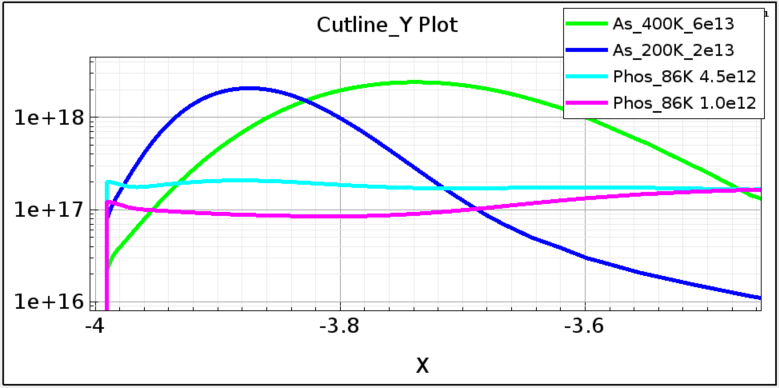 Cutline_Y Plot
As_400K_6e13
As_200K_2e13
Phos_86K 4.5e12
Phos_86K 1.0e12
1e+18
1e+17
1e+16
-4
-3.8
-3.6
X